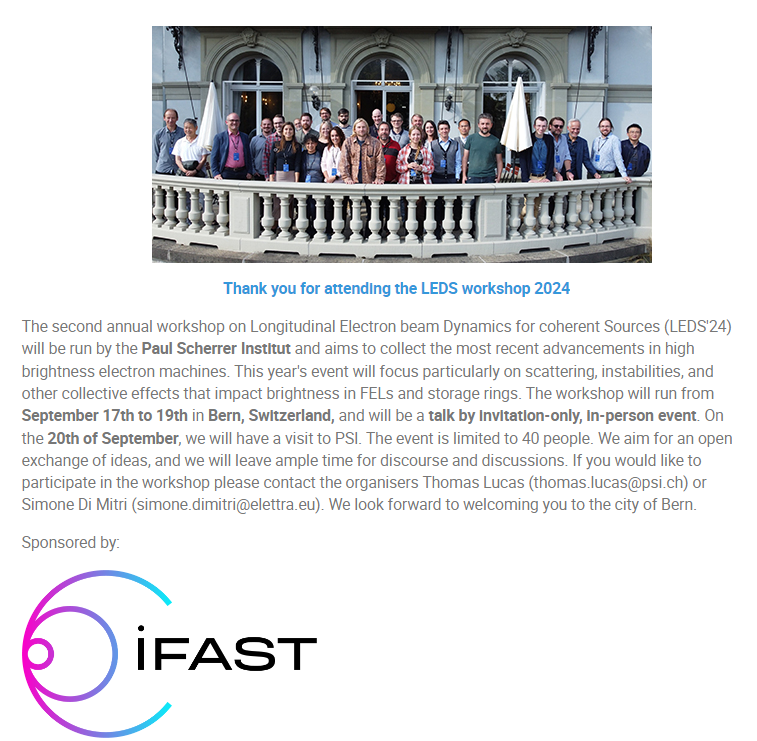 Thank you for attending the LEDS workshop 2024
The second annual workshop on Longitudinal Electron beam Dynamics for coherent Sources (LEDS'24)
will be run by the Paul Scherrer Institut and aims to collect the most recent advancements in high
brightness electron machines. This year's event will focus particularly on scattering, instabilities, and
other collective effects that impact brightness in FELs and storage rings. The workshop will run from
September 17th to 19th in Bern, Switzerland, and will be a talk by invitation-only, in-person event. On
the 20th of September, we will have a visit to PSI. The event is limited to 40 people. We aim for an open
exchange of ideas, and we will leave ample time for discourse and discussions. If you would like to
participate in the workshop please contact the organisers Thomas Lucas (thomas.lucas@psi.ch) or
Simone Di Mitri (simone.dimitri@elettra.eu). We look forward to welcoming you to the city of Bern.
Sponsored by:
iFAST